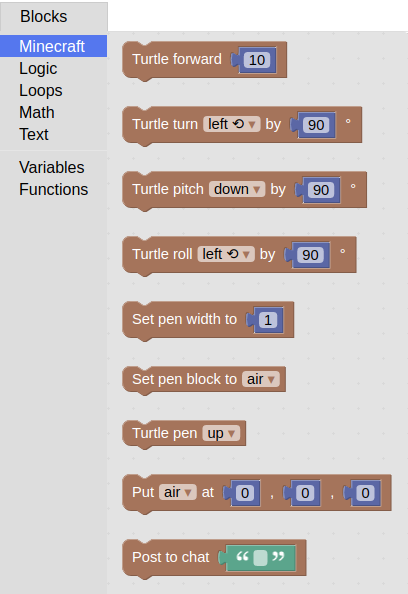 Blocks
Minecraft
Logic
Loops
Math
Text
Variables
Functions
Turtle forward 10
Turtle turn left ⟲ ▾ by 90 °
Turtle pitch down ▾ by 90 °
Turtle roll left ⟲ ▾ by 90 °
Set pen width to 1
Set pen block to air ▾
Turtle pen up ▾
Put air ▾ at 0 , 0 , 0
Post to chat “ ”